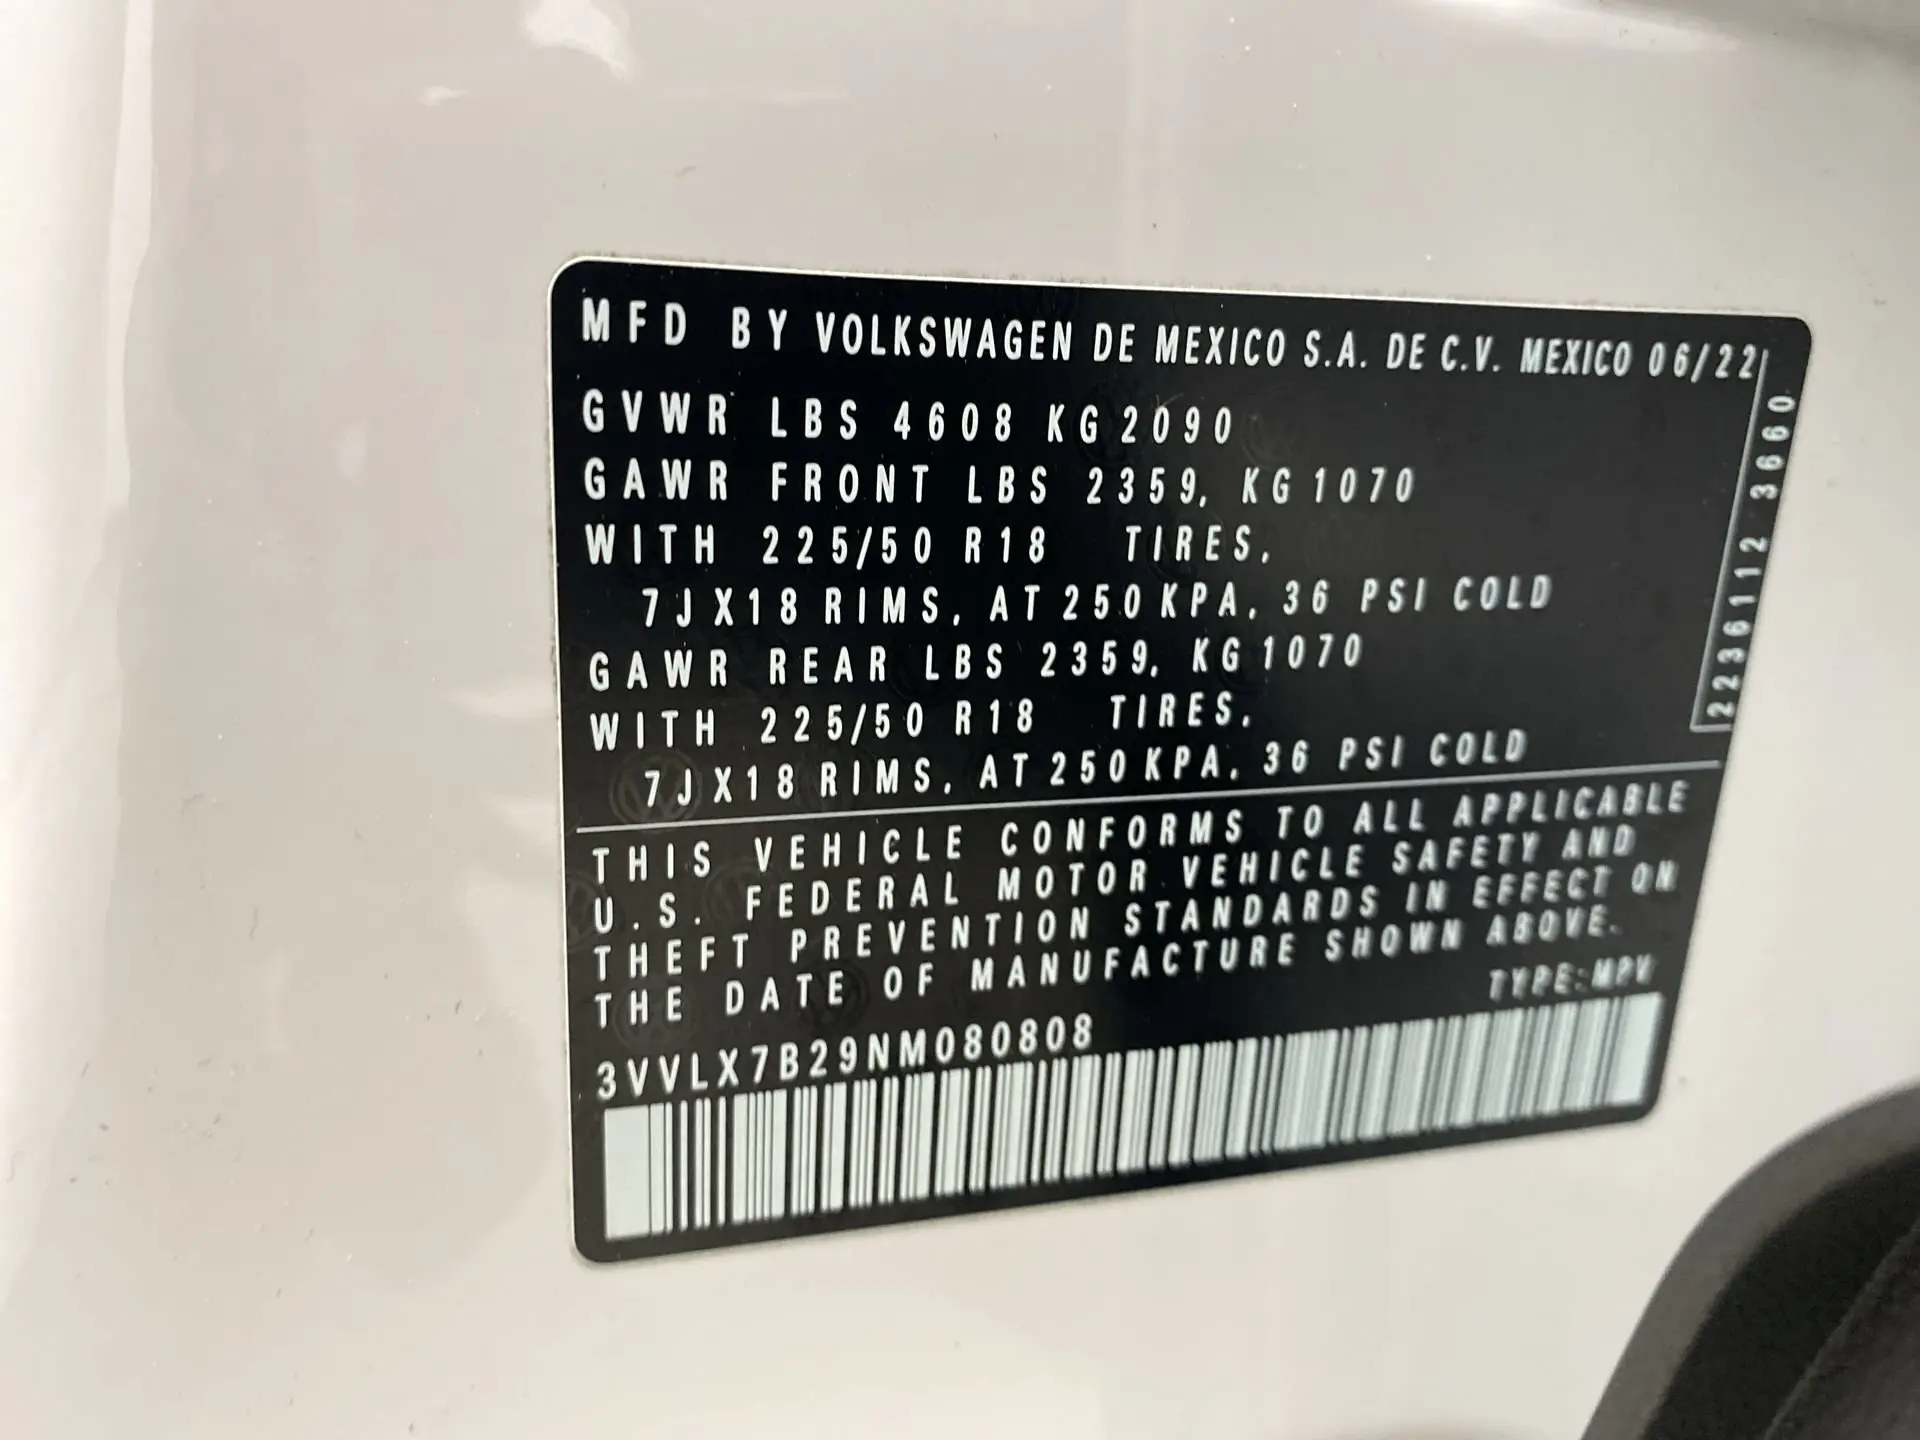 MFD BY VOLKSWAGEN DE MEXICO S.A. DE C.V. MEXICO 06/22
GVWR LBS 4608 KG 2090
GAWR FRONT LBS 2359, KG 1070
WITH 225/50 R18 TIRES,
7JX18 RIMS, AT 250 KPA, 36 PSI COLD
GAWR REAR LBS 2359, KG 1070
WITH 225/50 R18 TIRES,
7JX18 RIMS, AT 250 KPA, 36 PSI COLD
THIS VEHICLE CONFORMS TO ALL APPLICABLE
U.S. FEDERAL MOTOR VEHICLE SAFETY AND
THEFT PREVENTION STANDARDS IN EFFECT ON
THE DATE OF MANUFACTURE SHOWN ABOVE.
TYPE:MPV
3VVLX7B29NM080808
2236112 3660